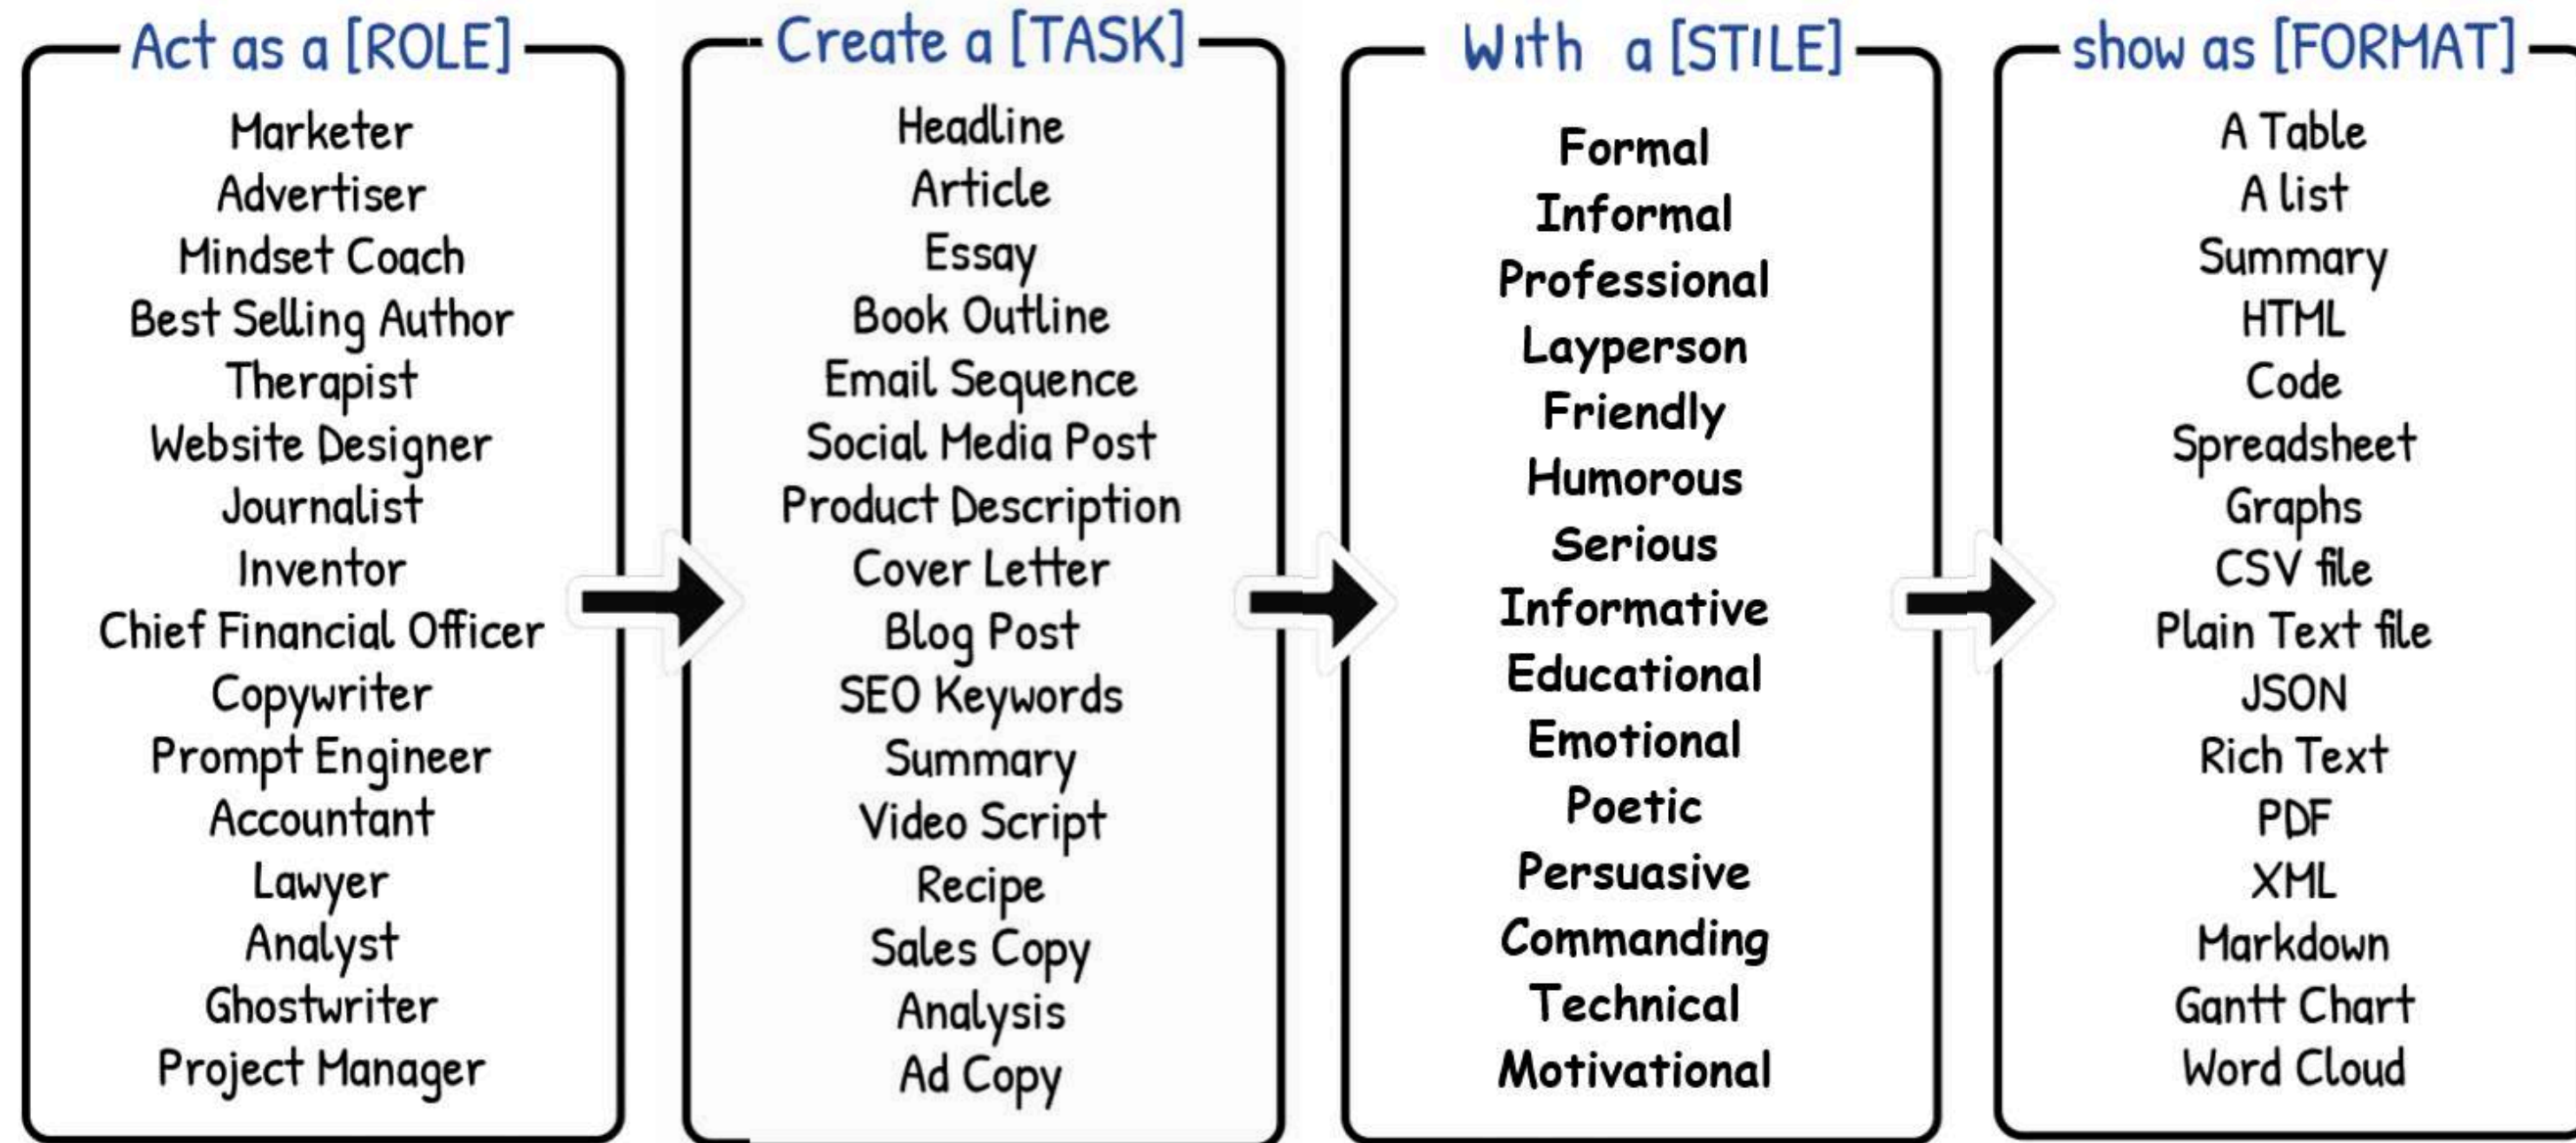 Act as a [ROLE]
Marketer
Advertiser
Mindset Coach
Best Selling Author
Therapist
Website Designer
Journalist
Inventor
Chief Financial Officer
Copywriter
Prompt Engineer
Accountant
Lawyer
Analyst
Ghostwriter
Project Manager
Create a [TASK]
Headline
Article
Essay
Book Outline
Email Sequence
Social Media Post
Product Description
Cover Letter
Blog Post
SEO Keywords
Summary
Video Script
Recipe
Sales Copy
Analysis
Ad Copy
With a [STILE]
Formal
Informal
Professional
Layperson
Friendly
Humorous
Serious
Informative
Educational
Emotional
Poetic
Persuasive
Commanding
Technical
Motivational
show as [FORMAT]
A Table
A list
Summary
HTML
Code
Spreadsheet
Graphs
CSV file
Plain Text file
JSON
Rich Text
PDF
XML
Markdown
Gantt Chart
Word Cloud